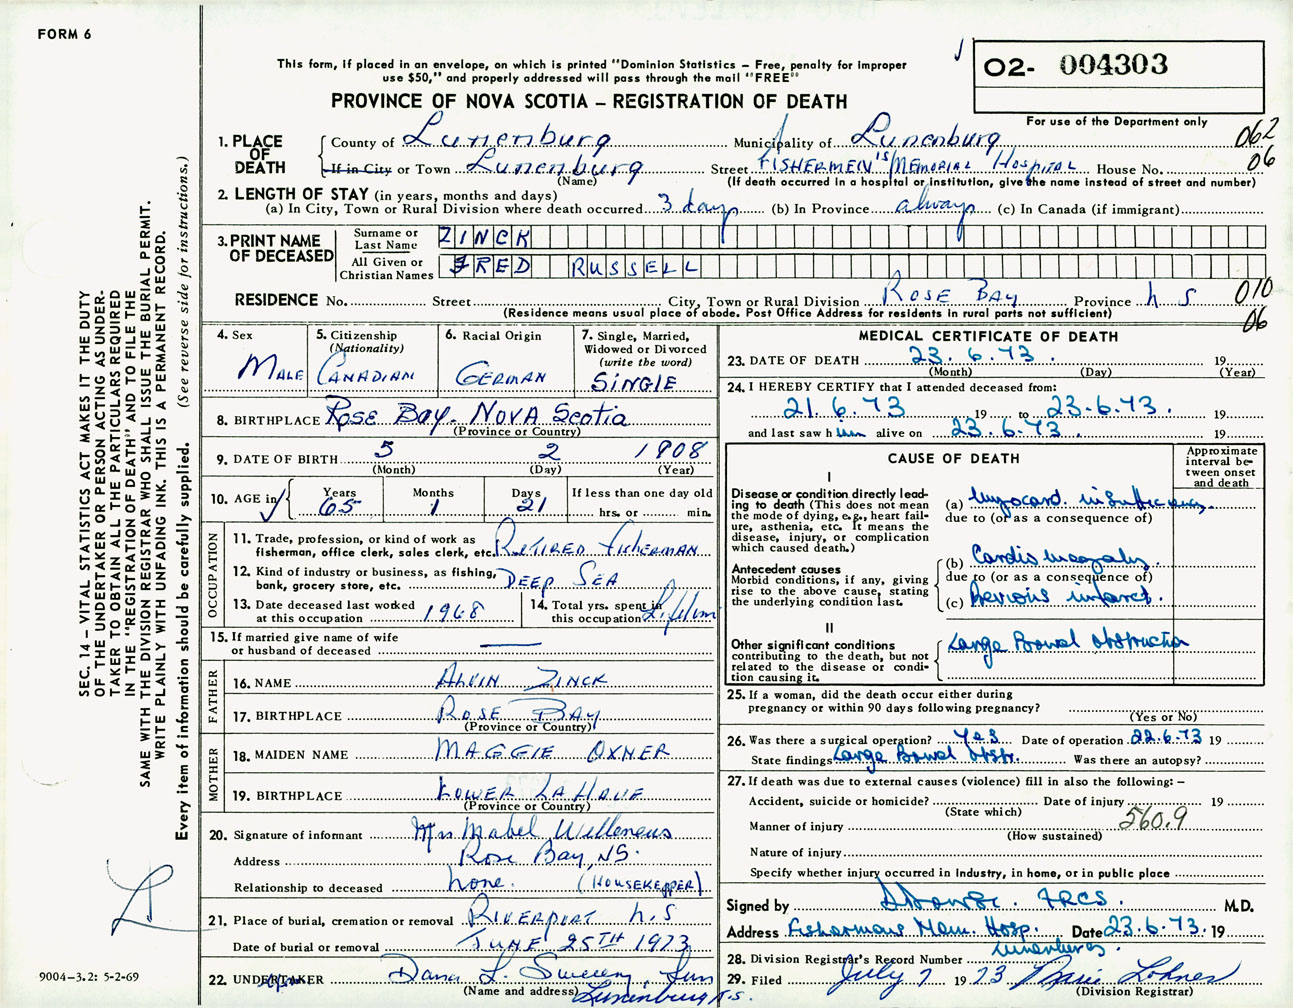 FORM 6
This form, if placed in an envelope, on which is printed "Dominion Statistics — Free, penalty for improper
use $50," and properly addressed will pass through the mail "FREE"
PROVINCE OF NOVA SCOTIA — REGISTRATION OF DEATH
02- 004303
For use of the Department only
062
06
1. PLACE OF DEATH
County of Lunenburg Municipality of Lunenburg
If in City or Town Lunenburg Street FISHERMEN'S MEMORIAL HOSPITAL House No.
(Name) (If death occurred in a hospital or institution, give the name instead of street and number)
2. LENGTH OF STAY (in years, months and days)
(a) In City, Town or Rural Division where death occurred 3 days (b) In Province always (c) In Canada (if immigrant)
3. PRINT NAME OF DECEASED
Surname or Last Name ZINCK
All Given or Christian Names FRED RUSSELL
RESIDENCE No. Street City, Town or Rural Division ROSE BAY Province N S
010
06
(Residence means usual place of abode. Post Office Address for residents in rural parts not sufficient)
4. Sex
MALE
5. Citizenship
(Nationality)
CANADIAN
6. Racial Origin
GERMAN
7. Single, Married,
Widowed or Divorced
(write the word)
SINGLE
8. BIRTHPLACE ROSE BAY. NOVA SCOTIA
(Province or Country)
9. DATE OF BIRTH 5 2 1908
(Month) (Day) (Year)
10. AGE in
Years Months Days If less than one day old
65 1 21 hrs. or min.
OCCUPATION
11. Trade, profession, or kind of work as
fisherman, office clerk, sales clerk, etc. RETIRED FISHERMAN
12. Kind of industry or business, as fishing,
bank, grocery store, etc. DEEP SEA
13. Date deceased last worked
at this occupation 1968
14. Total yrs. spent in
this occupation Lifetime
15. If married give name of wife
or husband of deceased
FATHER
16. NAME ALVIN ZINCK
17. BIRTHPLACE ROSE BAY
(Province or Country)
MOTHER
18. MAIDEN NAME MAGGIE OXNER
19. BIRTHPLACE LOWER LAHAVE
(Province or Country)
20. Signature of informant Mrs Mabel
Address Rose Bay, NS.
Relationship to deceased none. (HOUSEKEPPER)
21. Place of burial, cremation or removal RIVERPORT N.S
Date of burial or removal JUNE 25TH 1973
22. UNDERTAKER L. Sweeny
(Name and address) Lunenburg N.S.
MEDICAL CERTIFICATE OF DEATH
23. DATE OF DEATH 23. 6. 73. 19
(Month) (Day) (Year)
24. I HEREBY CERTIFY that I attended deceased from:
21. 6. 73 19 to 23-6-73. 19
and last saw him alive on 23. 6. 73. 19
CAUSE OF DEATH
Approximate
interval be-
tween onset
and death
I
Disease or condition directly lead-
ing to death (This does not mean
the mode of dying, e.g., heart fail-
ure, asthenia, etc. It means the
disease, injury, or complication
which caused death.)
(a) Myocard. insufficiency.
due to (or as a consequence of)
Antecedent causes
Morbid conditions, if any, giving
rise to the above cause, stating
the underlying condition last.
(b) Cardiomegaly.
due to (or as a consequence of)
(c) Previous infarct.
II
Other significant conditions
contributing to the death, but not
related to the disease or condi-
tion causing it.
Large Bowel obstruction
25. If a woman, did the death occur either during
pregnancy or within 90 days following pregnancy?
(Yes or No)
26. Was there a surgical operation? yes Date of operation 22.6.73 19
State findings Large Bowel obstr. Was there an autopsy?
27. If death was due to external causes (violence) fill in also the following: —
Accident, suicide or homicide? Date of injury 19
(State which)
Manner of injury 560.9
(How sustained)
Nature of injury
Specify whether injury occurred in Industry, in home, or in public place
Signed by FRCS. M.D.
Address Fishermans Mem. Hosp. Date 23.6.73. 19
Lunenburg.
28. Division Registrar's Record Number
29. Filed July 7 1973
(Division Registrar)
SEC. 14 — VITAL STATISTICS ACT MAKES IT THE DUTY
OF THE UNDERTAKER OR PERSON ACTING AS UNDER-
TAKER TO OBTAIN ALL THE PARTICULARS REQUIRED
IN THE "REGISTRATION OF DEATH" AND TO FILE THE
SAME WITH THE DIVISION REGISTRAR WHO SHALL ISSUE THE BURIAL PERMIT.
WRITE PLAINLY WITH UNFADING INK. THIS IS A PERMANENT RECORD.
Every item of information should be carefully supplied. (See reverse side for instructions.)
9004—3.2: 5-2-69